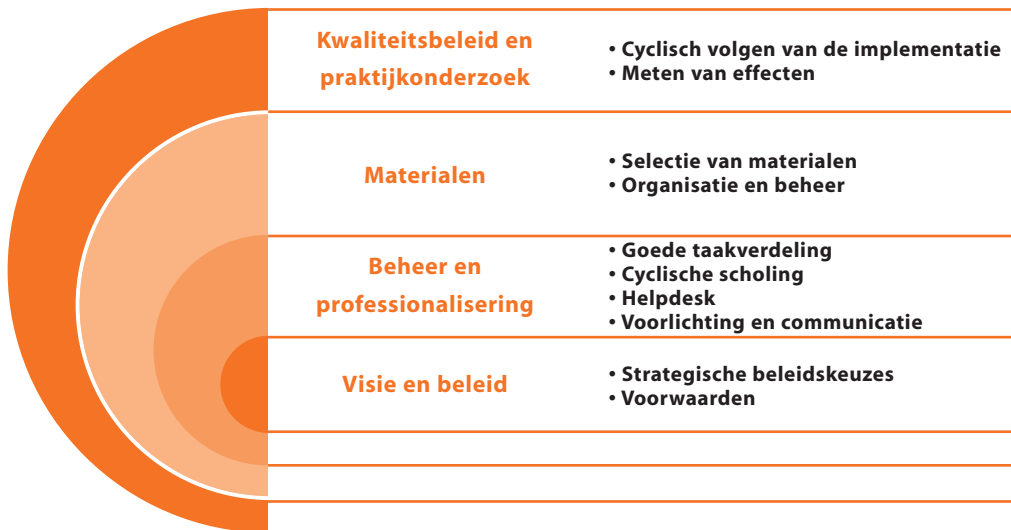 Kwaliteitsbeleid en
praktijkonderzoek
• Cyclisch volgen van de implementatie
• Meten van effecten
Materialen
• Selectie van materialen
• Organisatie en beheer
Beheer en
professionalisering
• Goede taakverdeling
• Cyclische scholing
• Helpdesk
• Voorlichting en communicatie
Visie en beleid
• Strategische beleidskeuzes
• Voorwaarden